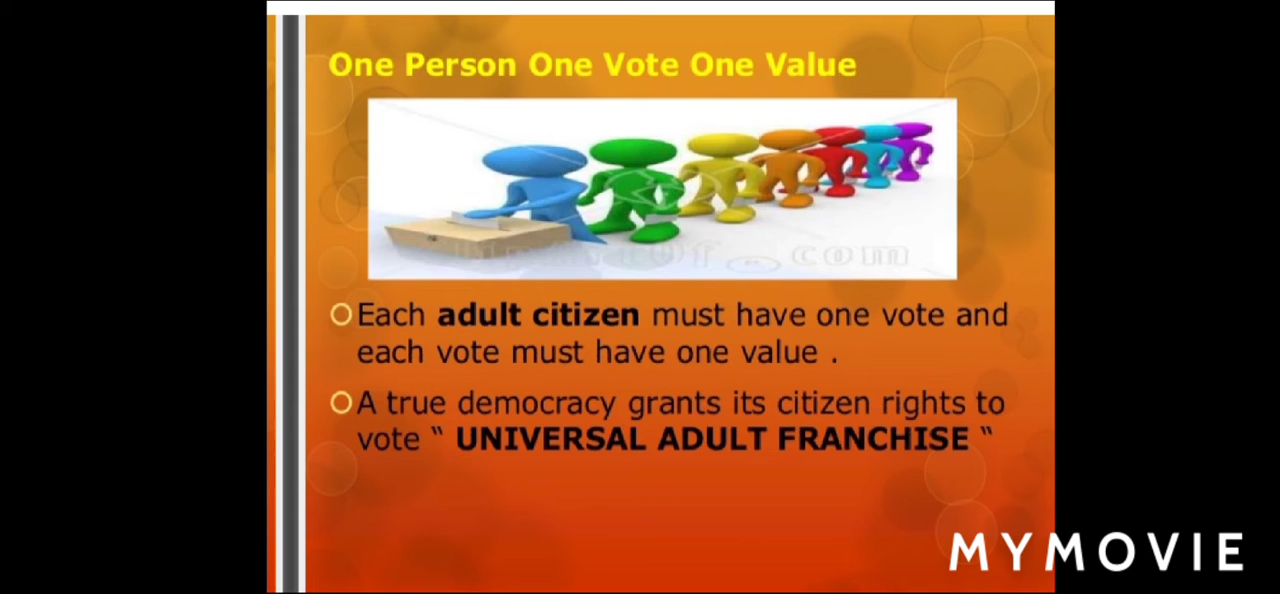 One Person One Vote One Value
Each adult citizen must have one vote and
each vote must have one value .
A true democracy grants its citizen rights to
vote “ UNIVERSAL ADULT FRANCHISE “
MYMOVIE